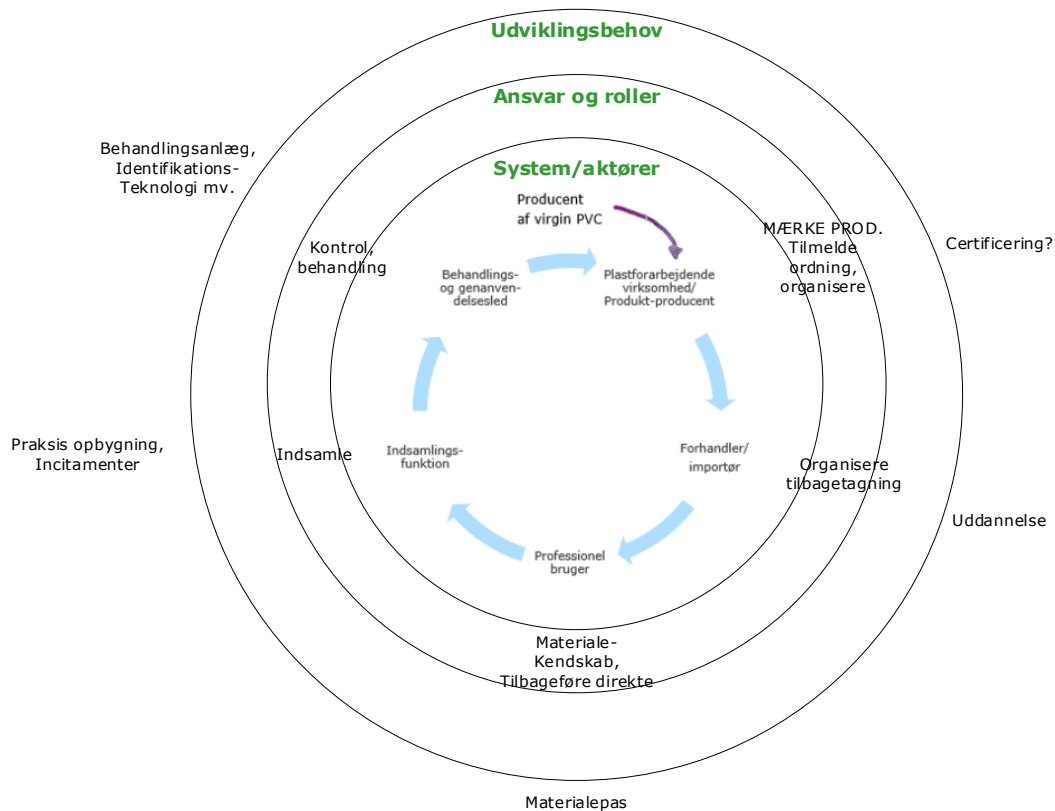 Udviklingsbehov
Ansvar og roller
System/aktører
Producent
af virgin PVC
Behandlingsanlæg,
Identifikations-
Teknologi mv.
Kontrol,
behandling
Behandlings-
og genanven-
delsesled
Plastforarbejdende
virksomhed/
Produkt-producent
MÆRKE PROD.
Tilmelde
ordning,
organisere
Certificering?
Praksis opbygning,
Incitamenter
Indsamle
Indsamlings-
funktion
Forhandler/
importør
Organisere
tilbagetagning
Uddannelse
Professionel
bruger
Materiale-
Kendskab,
Tilbageføre direkte
Materialepas